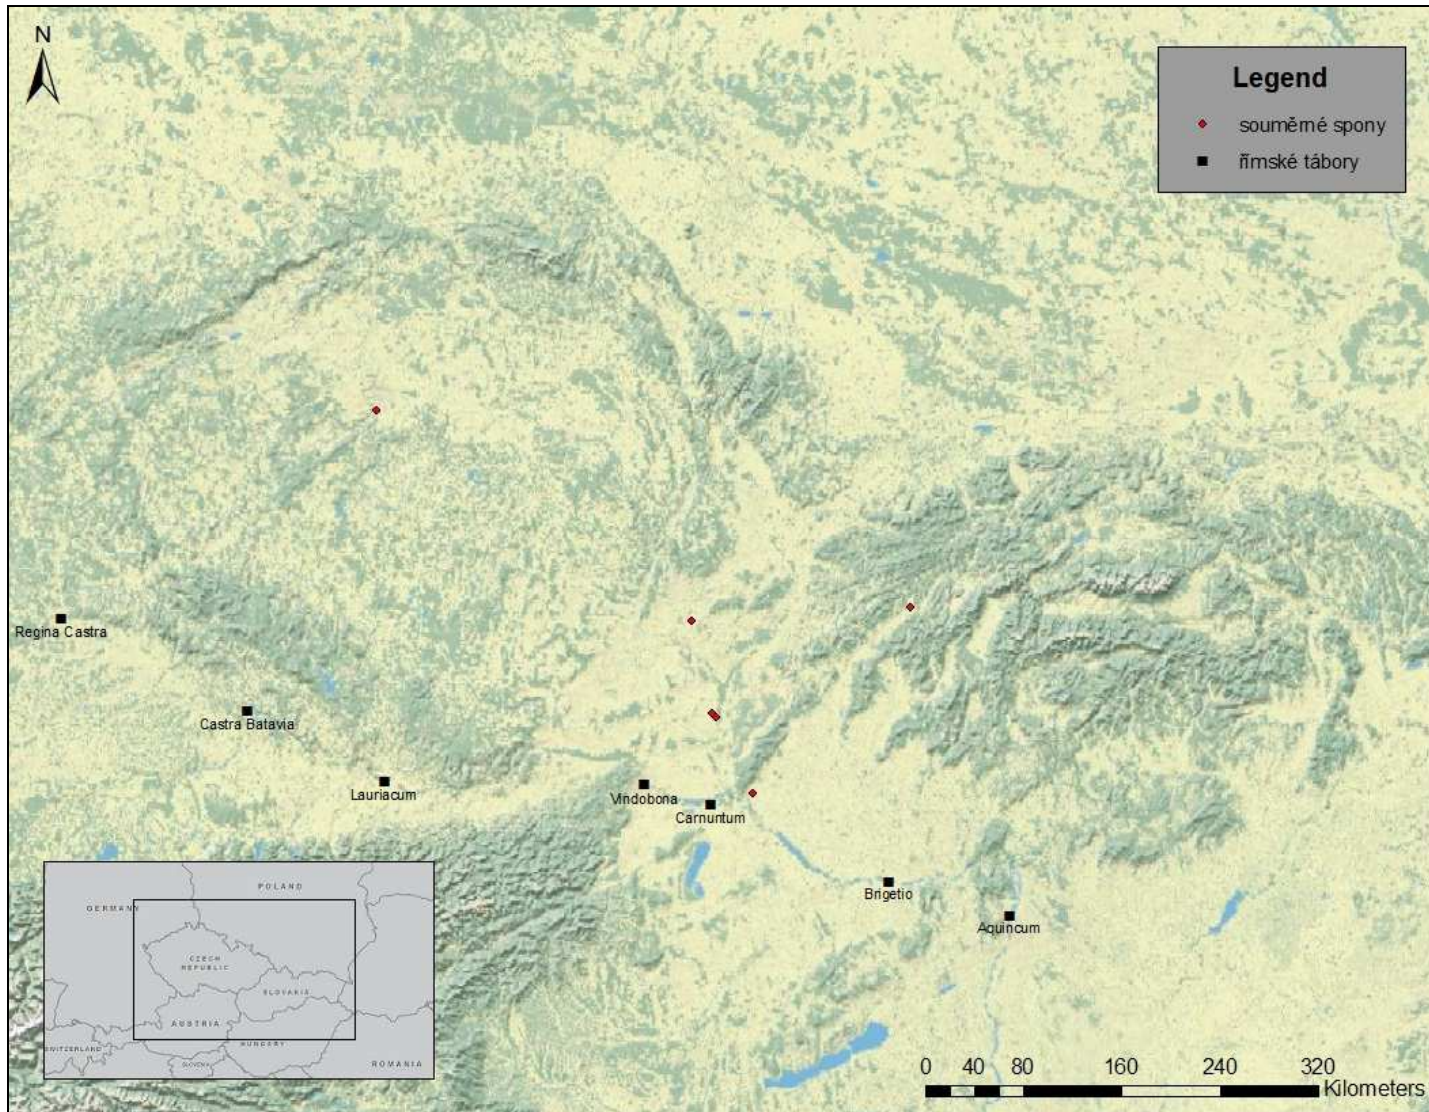 N
Legend
souměrné spony
římské tábory
Regina Castra
Castra Batavia
Lauriacum
Vindobona
Carnuntum
Brigetio
Aquincum
POLAND
GERMANY
CZECH
REPUBLIC
SLOVAKIA
AUSTRIA
HUNGARY
SWITZERLAND
SLOVENIA
ROMANIA
0 40 80 160 240 320
Kilometers